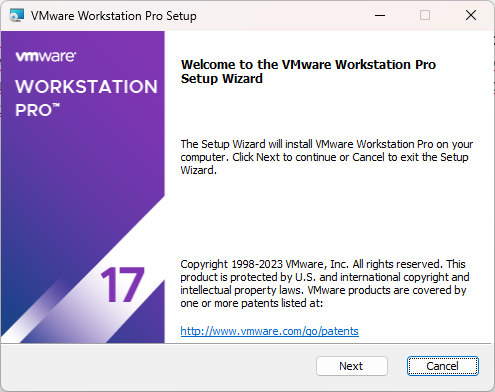 VMware Workstation Pro Setup
vmware®
WORKSTATION
PRO™
17
Welcome to the VMware Workstation Pro
Setup Wizard
The Setup Wizard will install VMware Workstation Pro on your
computer. Click Next to continue or Cancel to exit the Setup
Wizard.
Copyright 1998-2023 VMware, Inc. All rights reserved. This
product is protected by U.S. and international copyright and
intellectual property laws. VMware products are covered by
one or more patents listed at:
http://www.vmware.com/go/patents
Next
Cancel